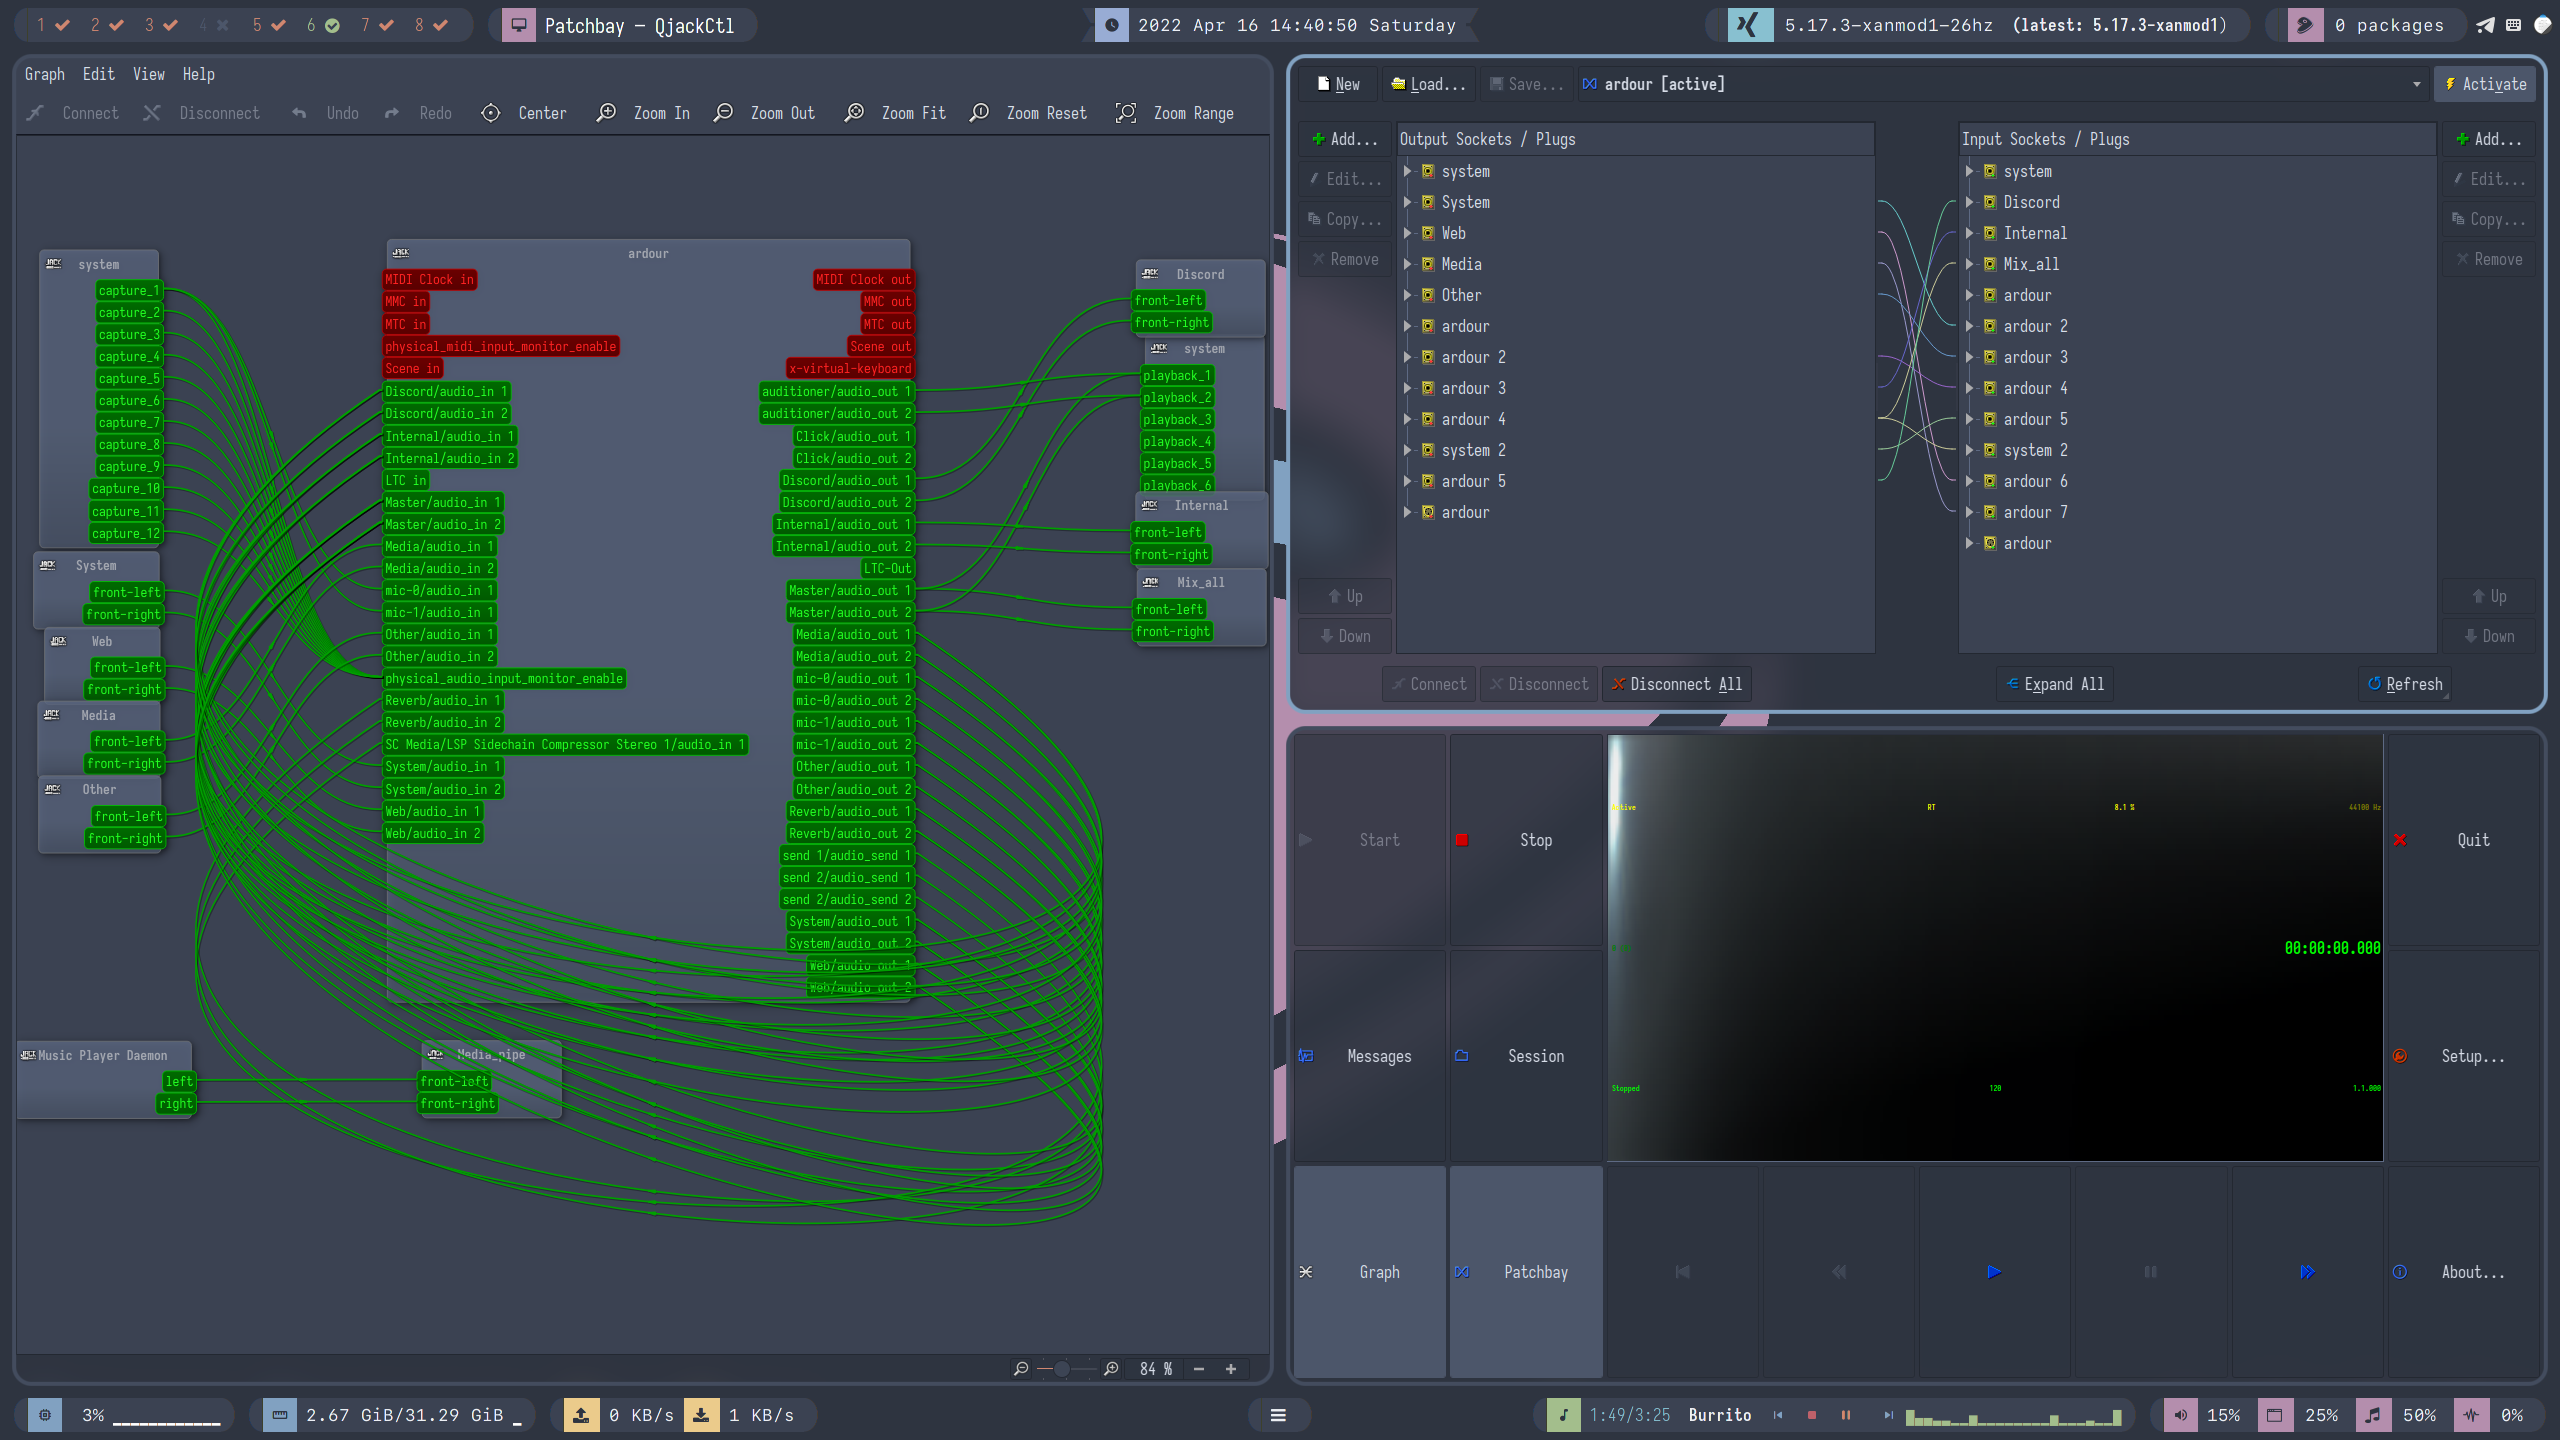 1 2 3 4 5 6 7 8
Patchbay — QjackCtl
2022 Apr 16 14:40:50 Saturday
5.17.3-xanmod1-26hz (latest: 5.17.3-xanmod1)
0 packages
Graph Edit View Help
Connect Disconnect Undo Redo Center Zoom In Zoom Out Zoom Fit Zoom Reset Zoom Range
system
capture_1
capture_2
capture_3
capture_4
capture_5
capture_6
capture_7
capture_8
capture_9
capture_10
capture_11
capture_12
System
front-left
front-right
Web
front-left
front-right
Media
front-left
front-right
Other
front-left
front-right
Music Player Daemon
left
right
Media_pipe
front-left
front-right
ardour
MIDI Clock in
MMC in
MTC in
physical_midi_input_monitor_enable
Scene in
Discord/audio_in 1
Discord/audio_in 2
Internal/audio_in 1
Internal/audio_in 2
LTC in
Master/audio_in 1
Master/audio_in 2
Media/audio_in 1
Media/audio_in 2
mic-0/audio_in 1
mic-1/audio_in 1
Other/audio_in 1
Other/audio_in 2
physical_audio_input_monitor_enable
Reverb/audio_in 1
Reverb/audio_in 2
SC Media/LSP Sidechain Compressor Stereo 1/audio_in 1
System/audio_in 1
System/audio_in 2
Web/audio_in 1
Web/audio_in 2
MIDI Clock out
MMC out
MTC out
Scene out
x-virtual-keyboard
auditioner/audio_out 1
auditioner/audio_out 2
Click/audio_out 1
Click/audio_out 2
Discord/audio_out 1
Discord/audio_out 2
Internal/audio_out 1
Internal/audio_out 2
LTC-Out
Master/audio_out 1
Master/audio_out 2
Media/audio_out 1
Media/audio_out 2
mic-0/audio_out 1
mic-0/audio_out 2
mic-1/audio_out 1
mic-1/audio_out 2
Other/audio_out 1
Other/audio_out 2
Reverb/audio_out 1
Reverb/audio_out 2
send 1/audio_send 1
send 2/audio_send 1
send 2/audio_send 2
System/audio_out 1
System/audio_out 2
Web/audio_out 1
Web/audio_out 2
Discord
front-left
front-right
system
playback_1
playback_2
playback_3
playback_4
playback_5
playback_6
Internal
front-left
front-right
Mix_all
front-left
front-right
84 %
New Load... Save... ardour [active] Activate
Add...
Edit...
Copy...
Remove
Up
Down
Output Sockets / Plugs
system
System
Web
Media
Other
ardour
ardour 2
ardour 3
ardour 4
system 2
ardour 5
ardour
Input Sockets / Plugs
system
Discord
Internal
Mix_all
ardour
ardour 2
ardour 3
ardour 4
ardour 5
system 2
ardour 6
ardour 7
ardour
Add...
Edit...
Copy...
Remove
Up
Down
Connect Disconnect Disconnect All Expand All Refresh
Start Stop
RT 8.1 % 44100 Hz
Quit
00:00:00.000
Messages Session
Setup...
Stopped 120 1.1.000
Graph Patchbay
About...
3%
2.67 GiB/31.29 GiB
0 KB/s 1 KB/s
1:49/3:25 Burrito
15% 25% 50% 0%